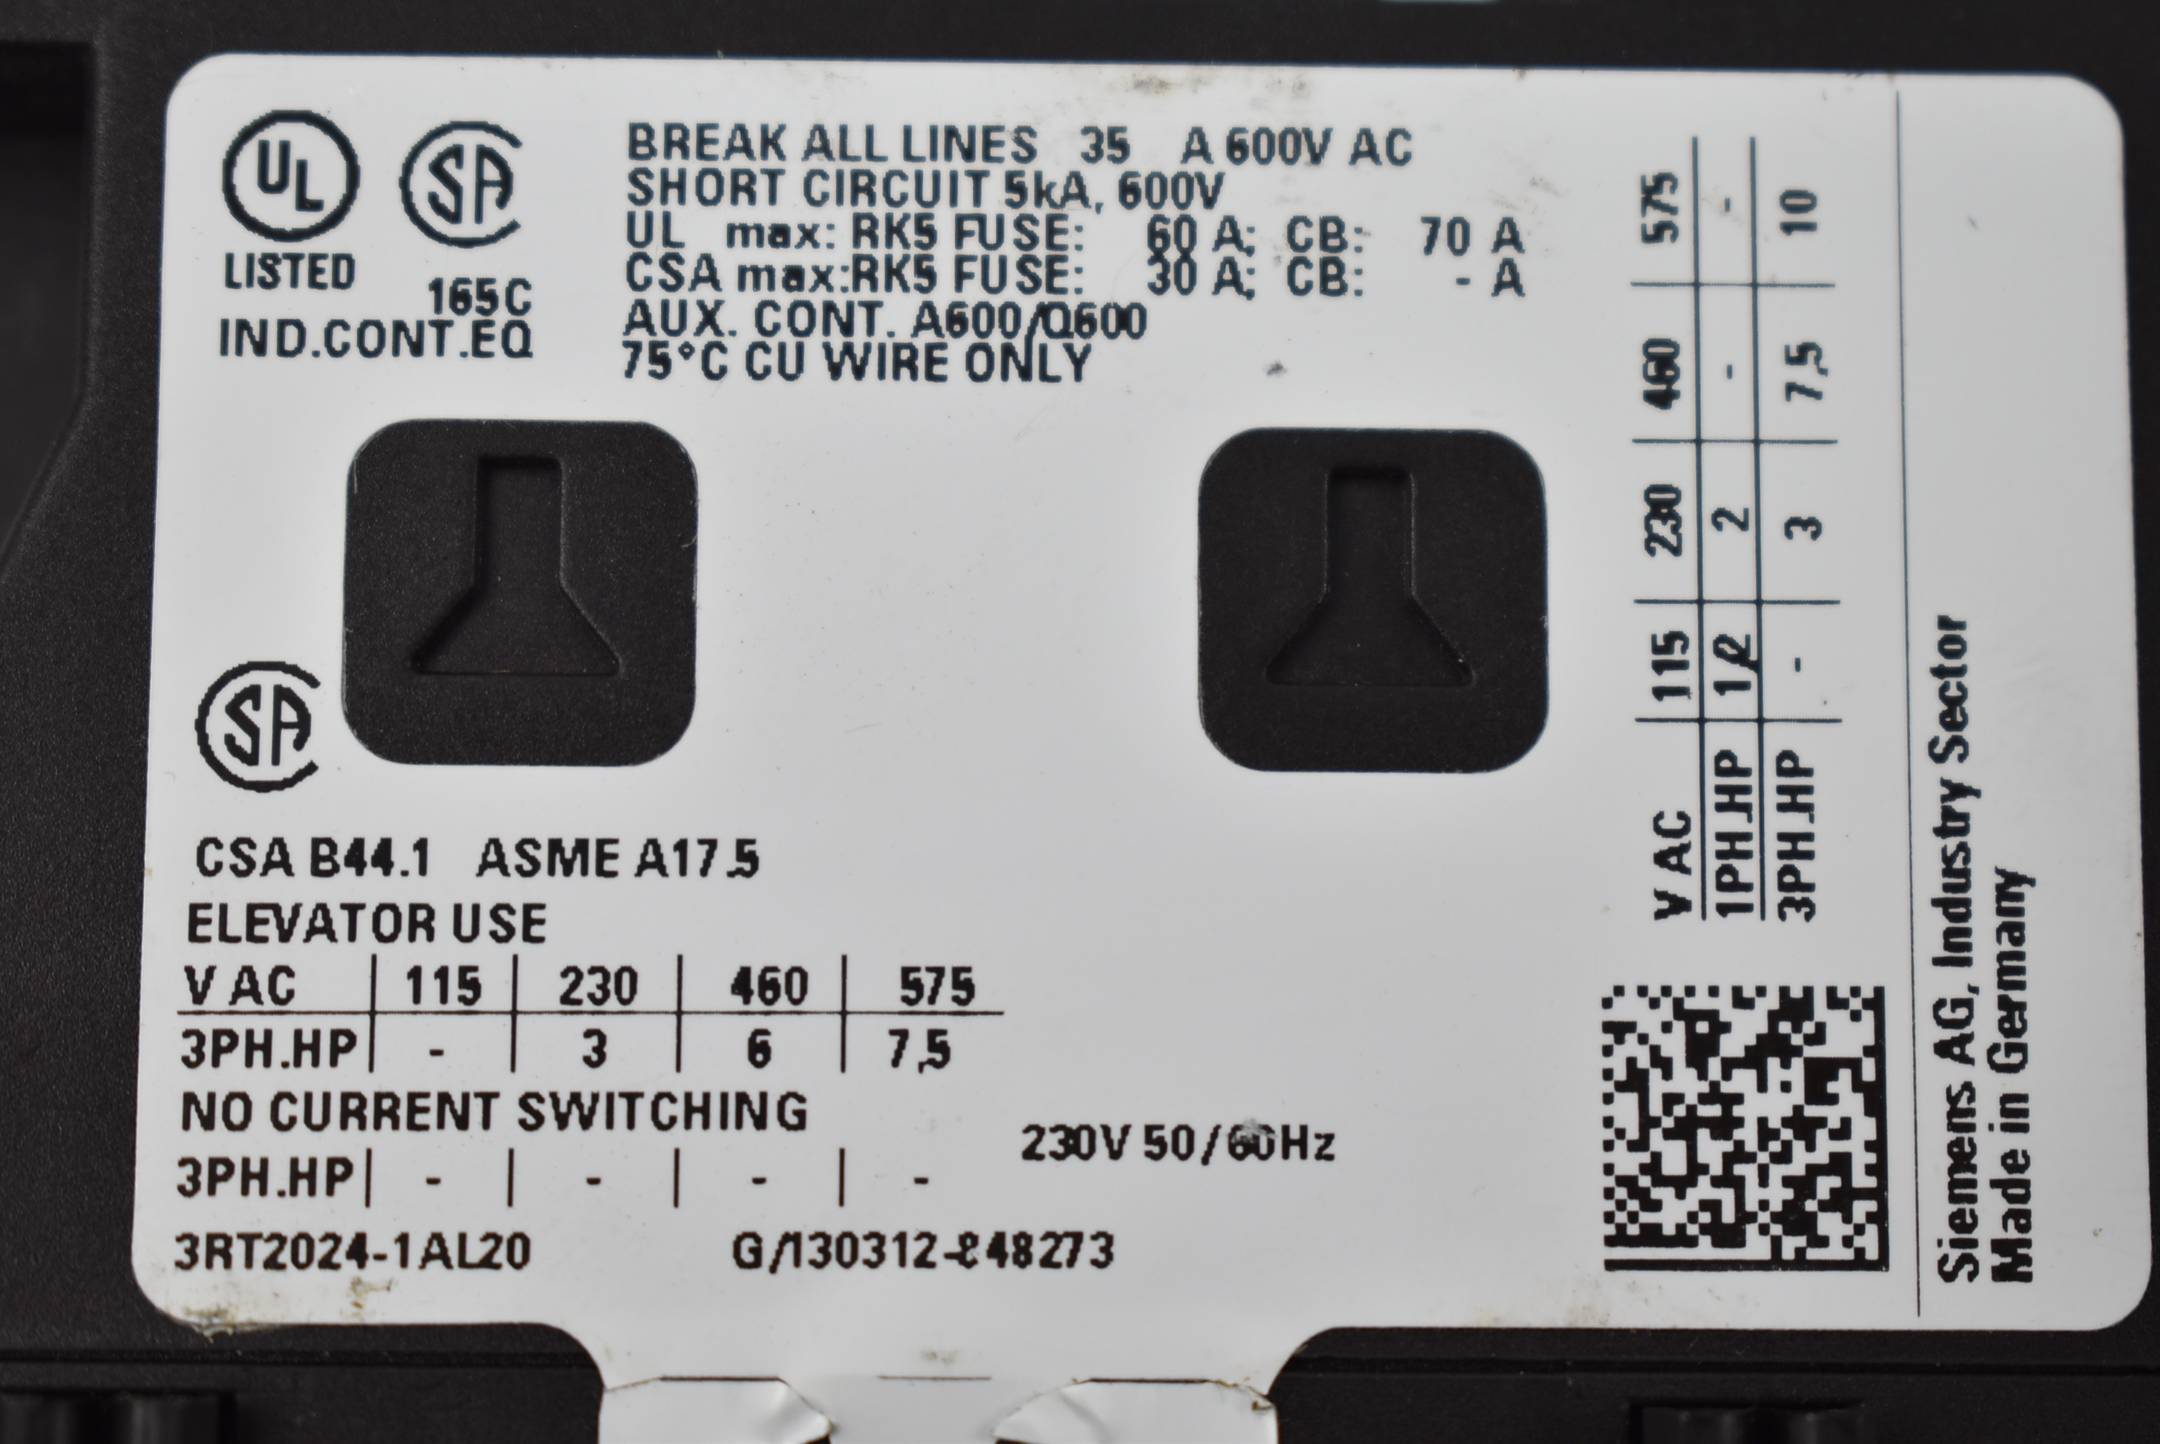 UL
LISTED
SA
165C
IND.CONT.EQ
BREAK ALL LINES 35 A 600V AC
SHORT CIRCUIT 5kA, 600V
UL max: RK5 FUSE: 60 A; CB: 70 A
CSA max:RK5 FUSE: 30 A; CB: - A
AUX. CONT. A600/Q600
75°C CU WIRE ONLY
SA
CSA B44.1 ASME A17.5
ELEVATOR USE
V AC | 115 | 230 | 460 | 575
3PH.HP | - | 3 | 6 | 7,5
NO CURRENT SWITCHING
3PH.HP | - | - | - | -
230V 50/60Hz
3RT2024-1AL20 G/130312-
V AC | 115 | 230 | 460 | 575
1PH.HP | | 2 | - | -
3PH.HP | - | 3 | 7,5 | 10
Siemens AG, Industry Sector
Made in Germany